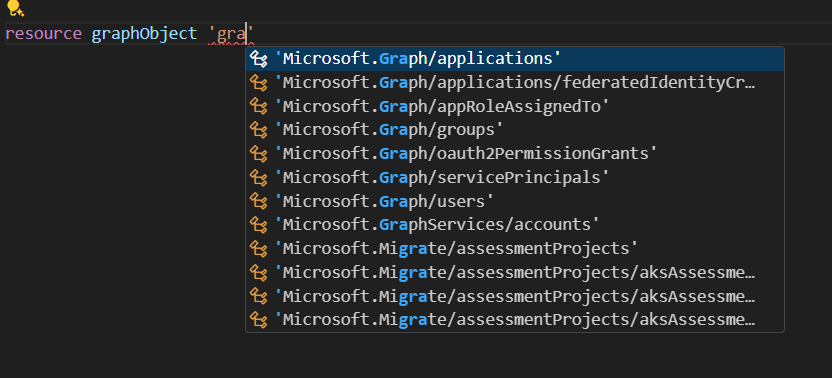 resource graphObject 'gra'
'Microsoft.Graph/applications'
'Microsoft.Graph/applications/federatedIdentityCr…
'Microsoft.Graph/appRoleAssignedTo'
'Microsoft.Graph/groups'
'Microsoft.Graph/oauth2PermissionGrants'
'Microsoft.Graph/servicePrincipals'
'Microsoft.Graph/users'
'Microsoft.GraphServices/accounts'
'Microsoft.Migrate/assessmentProjects'
'Microsoft.Migrate/assessmentProjects/aksAssessme…
'Microsoft.Migrate/assessmentProjects/aksAssessme…
'Microsoft.Migrate/assessmentProjects/aksAssessme…